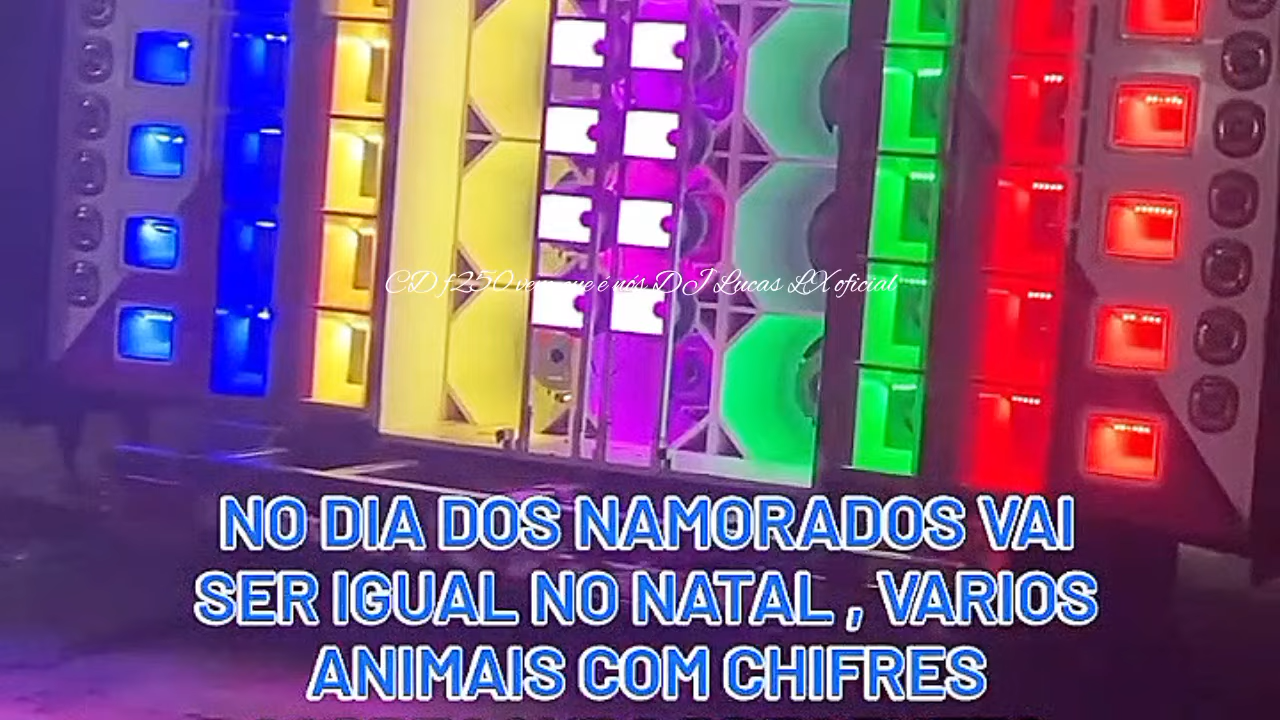 CD f250 vem que é nós DJ Lucas LX oficial
NO DIA DOS NAMORADOS VAI
SER IGUAL NO NATAL , VARIOS
ANIMAIS COM CHIFRES